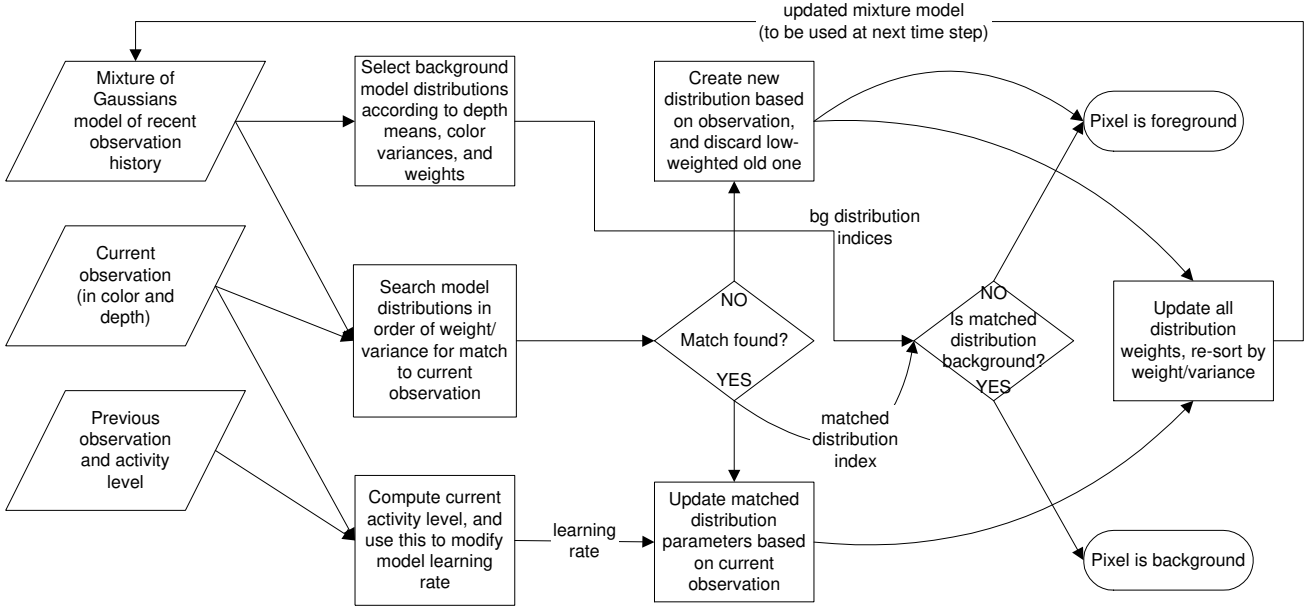 updated mixture model
(to be used at next time step)
Mixture of
Gaussians
model of recent
observation
history
Select background
model distributions
according to depth
means, color
variances, and
weights
Create new
distribution based
on observation,
and discard low-
weighted old one
Pixel is foreground
bg distribution
indices
Current
observation
(in color and
depth)
Search model
distributions in
order of weight/
variance for match
to current
observation
NO
Match found?
YES
NO
Is matched
distribution
background?
YES
Update all
distribution
weights, re-sort by
weight/variance
matched
distribution
index
Previous
observation
and activity
level
Compute current
activity level, and
use this to modify
model learning
rate
learning
rate
Update matched
distribution
parameters based
on current
observation
Pixel is background